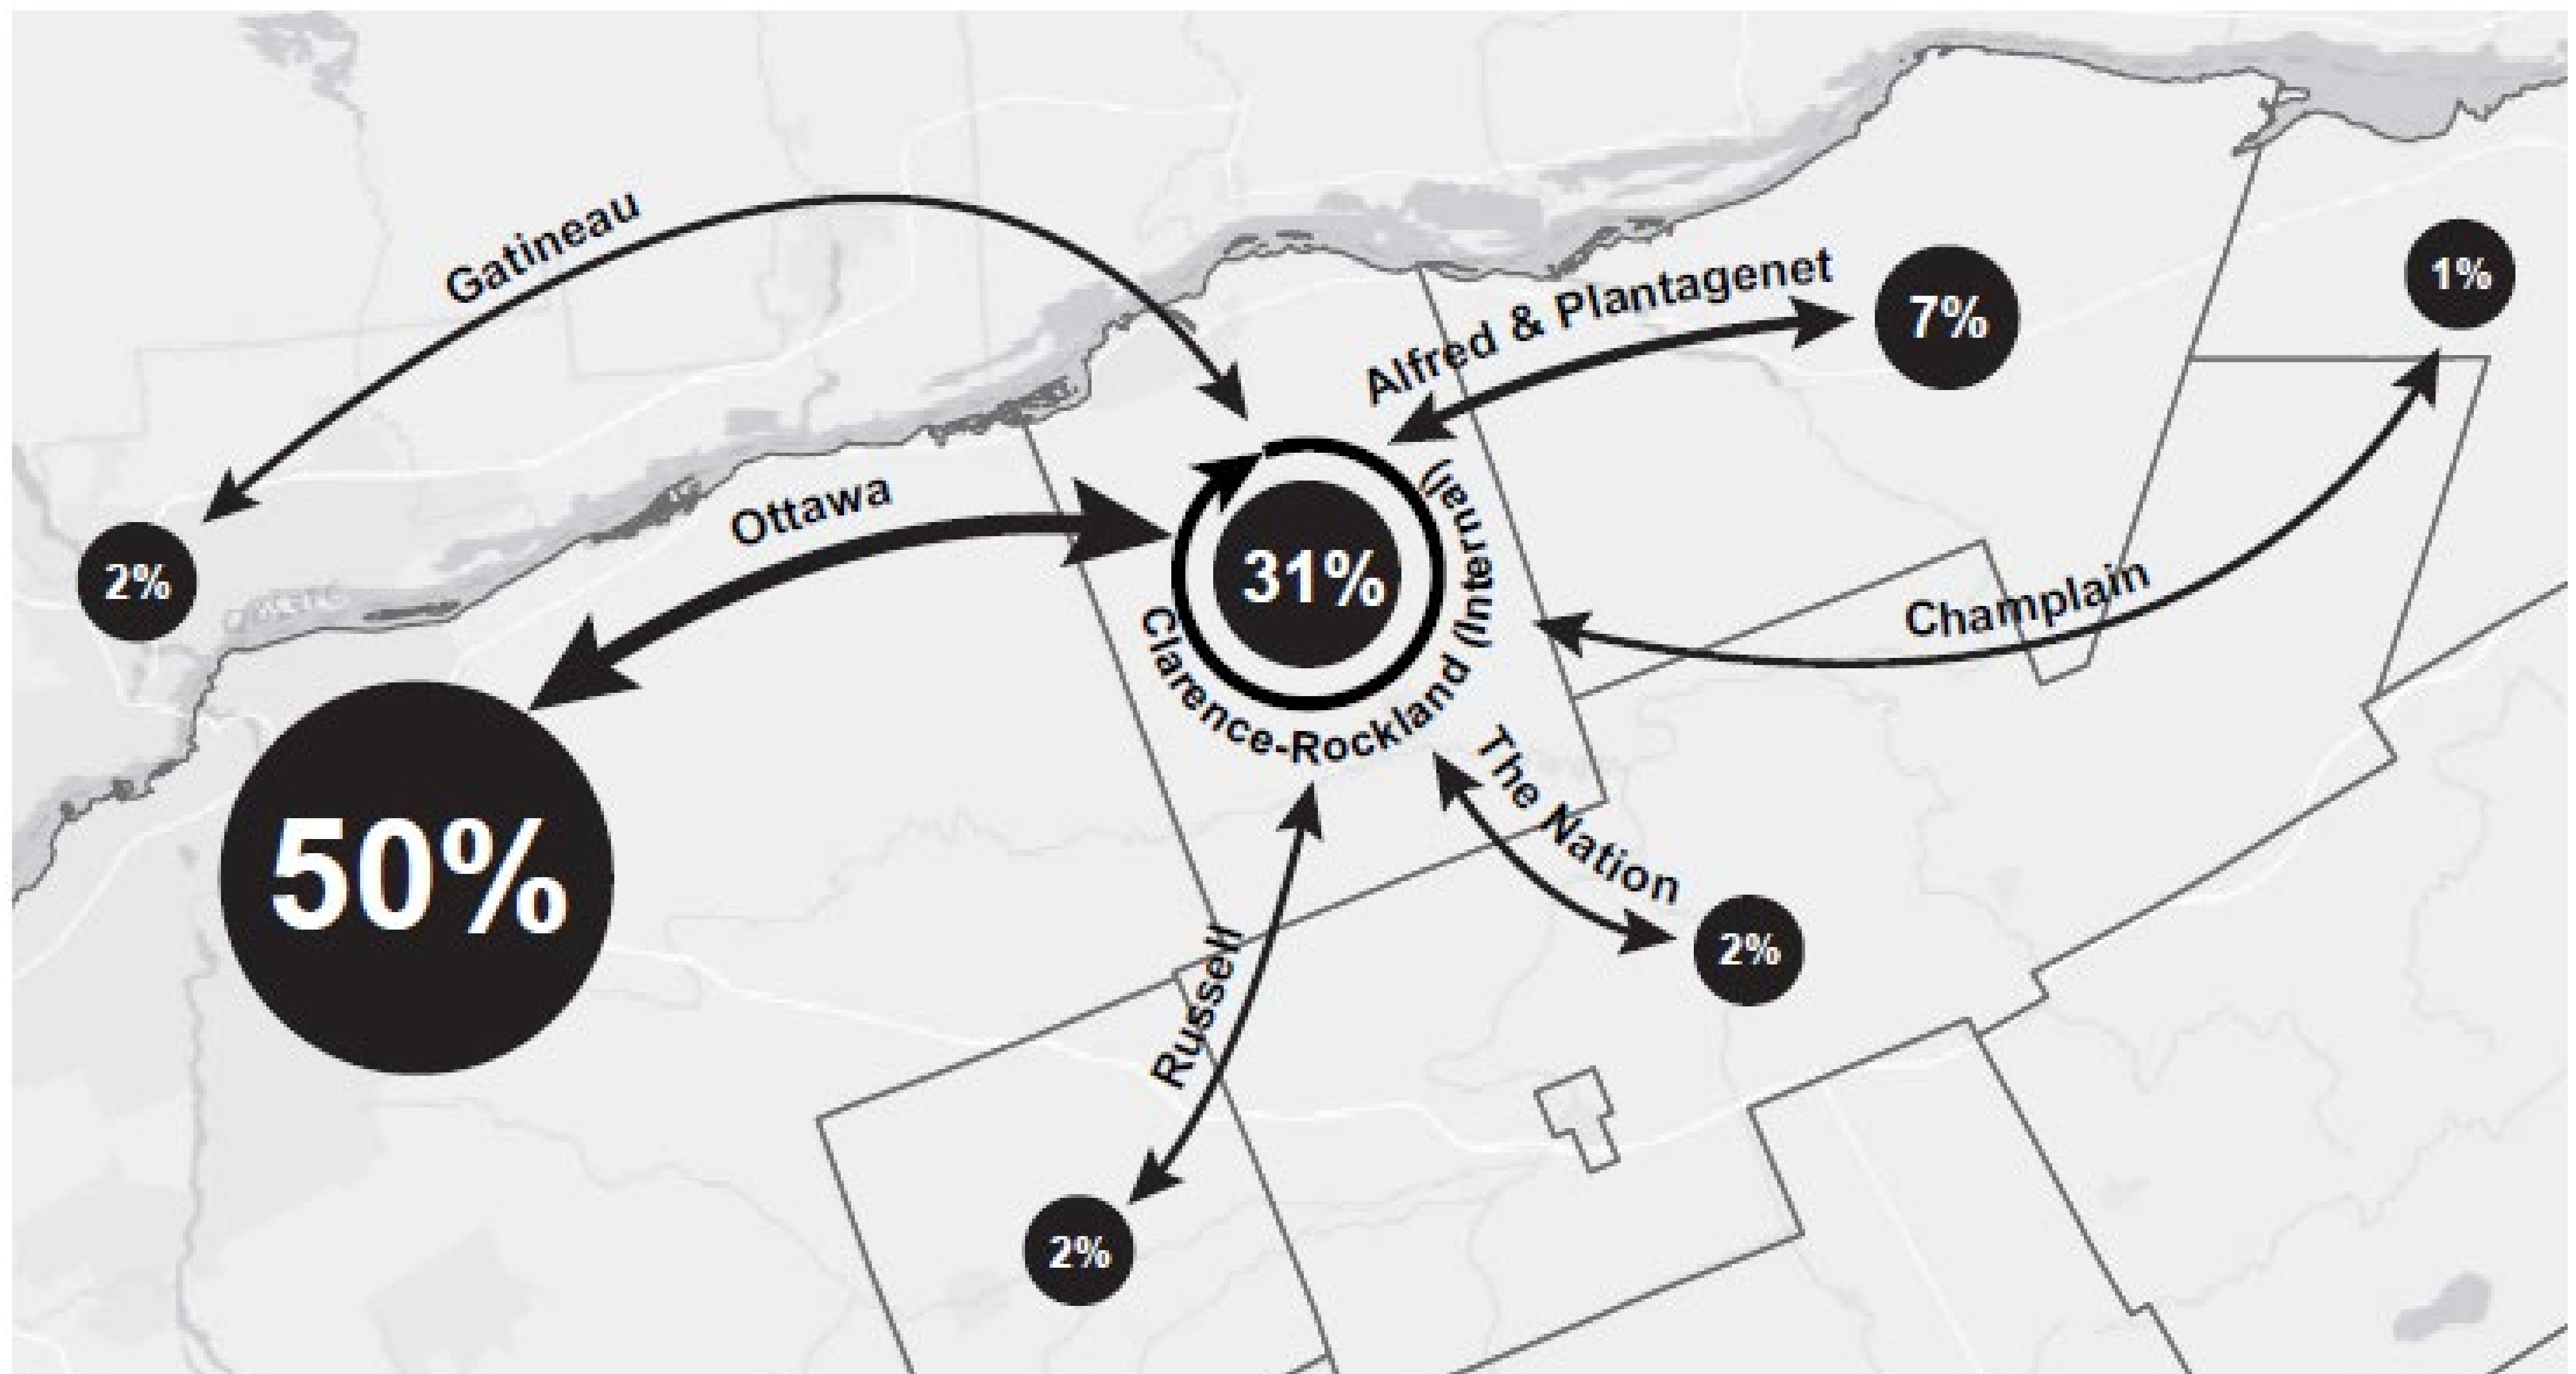 Gatineau
2%
Ottawa
50%
Alfred & Plantagenet
7%
1%
31%
Clarence-Rockland (Internal)
Champlain
The Nation
2%
Russell
2%